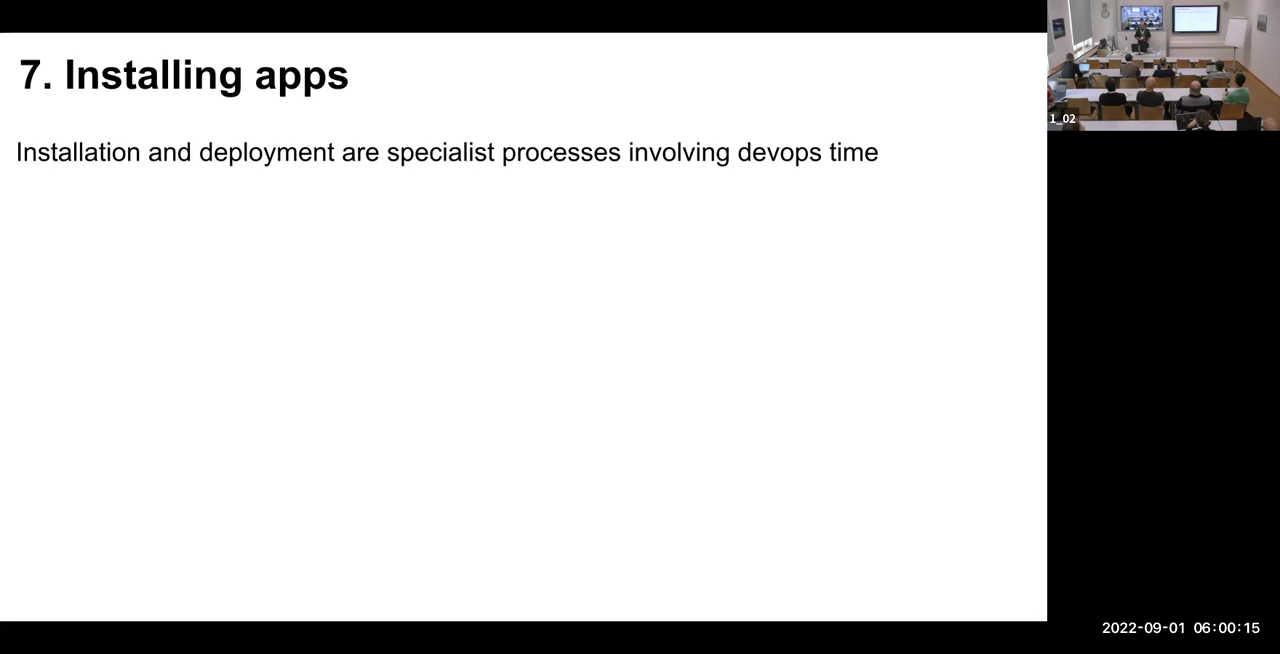 7. Installing apps
Installation and deployment are specialist processes involving devops time
1_02
2022-09-01 06:00:15